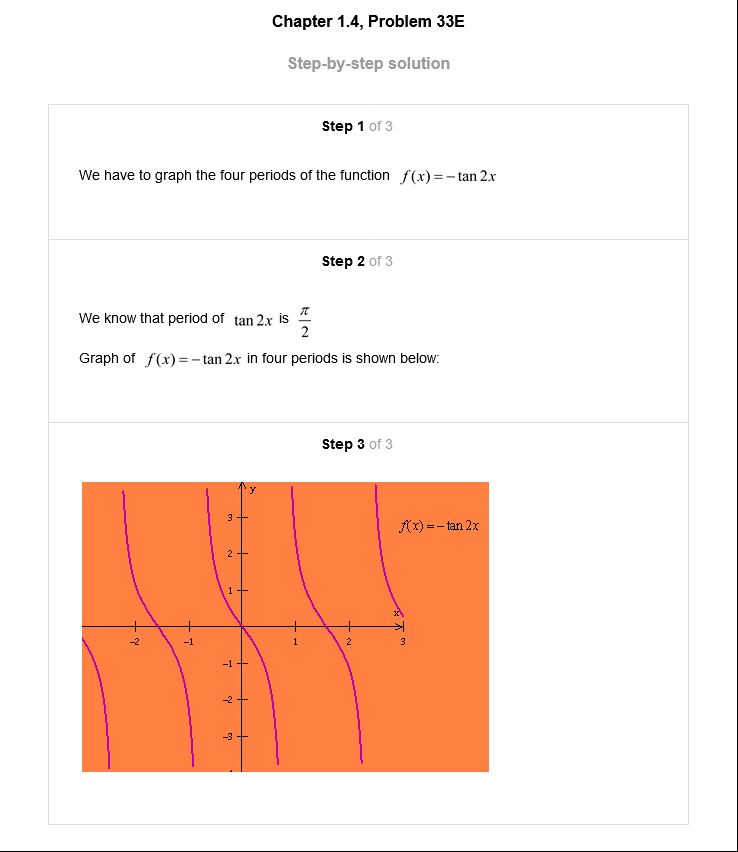 Chapter 1.4, Problem 33E
Step-by-step solution
Step 1 of 3
We have to graph the four periods of the function f(x) = − tan 2x
Step 2 of 3
We know that period of tan 2x is π/2
Graph of f(x) = − tan 2x in four periods is shown below:
Step 3 of 3
y
f(x) = − tan 2x
3
2
1
x
−2 −1 1 2 3
−1
−2
−3